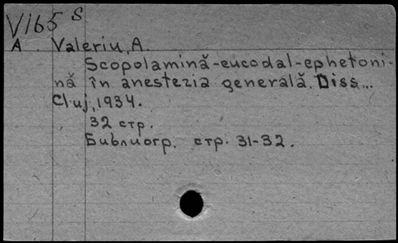 V165 S
A Valeriu, A.
Scopolamină-eucodal-ephetoni-
nă în anestezia generală. Diss...
Cluj, 1934.
32 стр.
Библиогр. стр. 31-32.